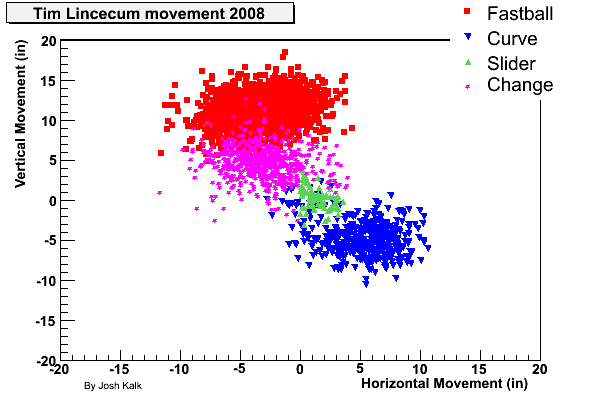 Tim Lincecum movement 2008
Fastball
Curve
Slider
Change
Vertical Movement (in)
20
15
10
5
0
-5
-10
-15
-20
-20 -15 -10 -5 0 5 10 15 20
By Josh Kalk
Horizontal Movement (in)